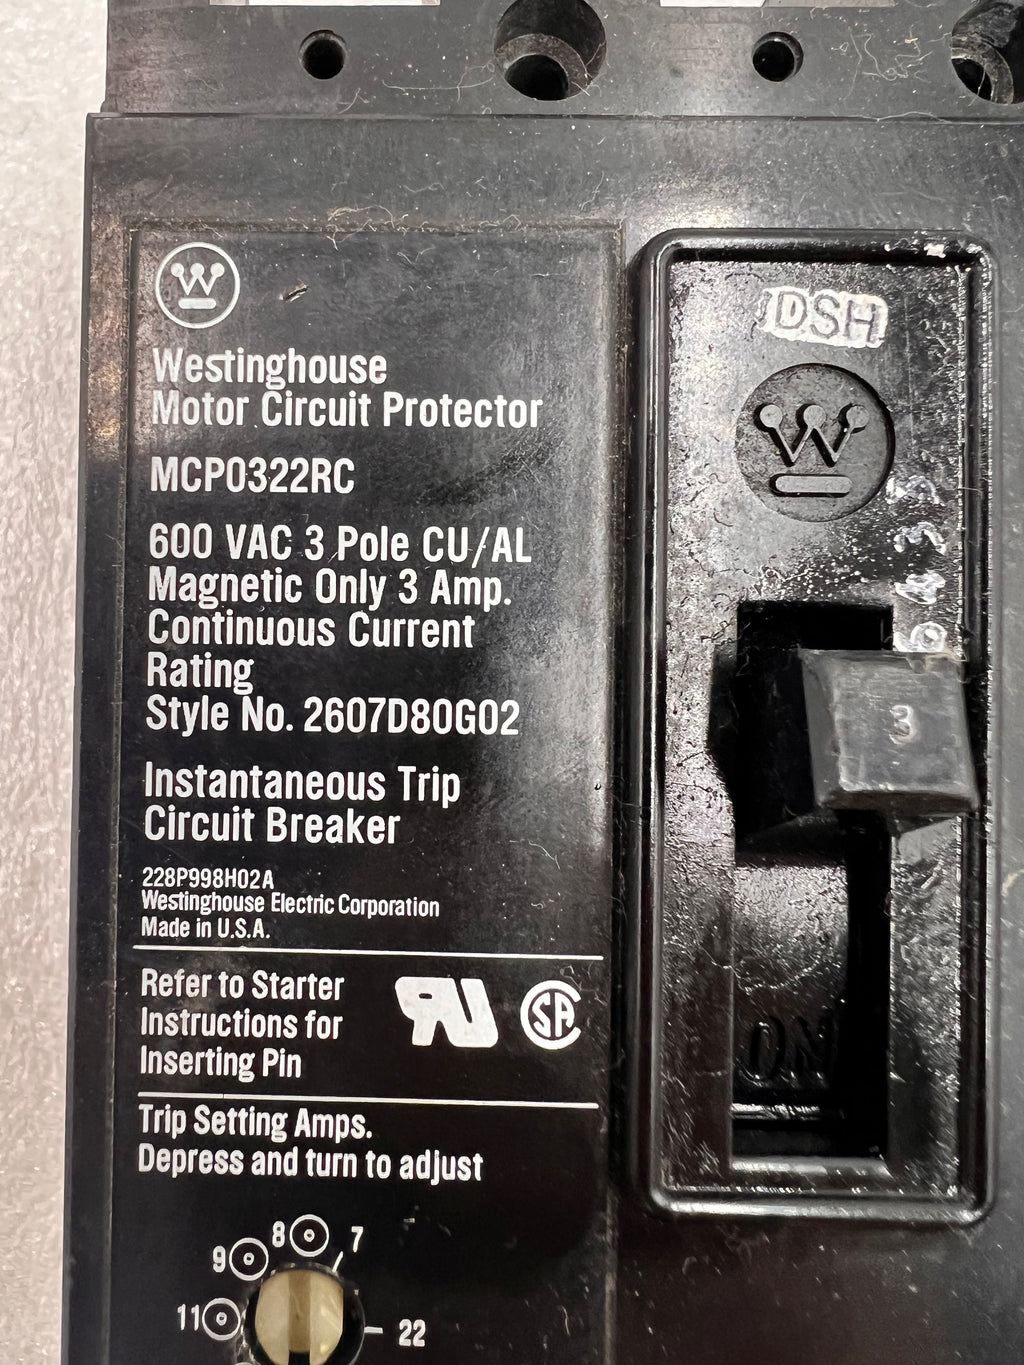 Westinghouse
Motor Circuit Protector
MCP0322RC
600 VAC 3 Pole CU/AL
Magnetic Only 3 Amp.
Continuous Current
Rating
Style No. 2607D80G02
Instantaneous Trip
Circuit Breaker
228P998H02A
Westinghouse Electric Corporation
Made in U.S.A.
Refer to Starter
Instructions for
Inserting Pin
Trip Setting Amps.
Depress and turn to adjust
8 7
9
11 22
DSH
W
3
ON